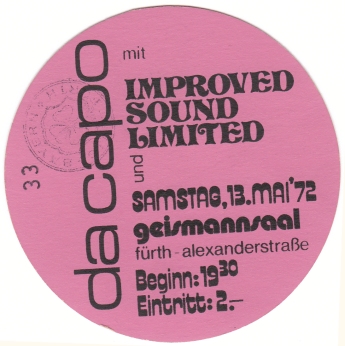 da capo
mit
IMPROVED
SOUND
LIMITED
und
SAMSTAG, 13. MAI '72
geismannsaal
fürth - alexanderstraße
Beginn: 19³⁰
Eintritt: 2.–
33